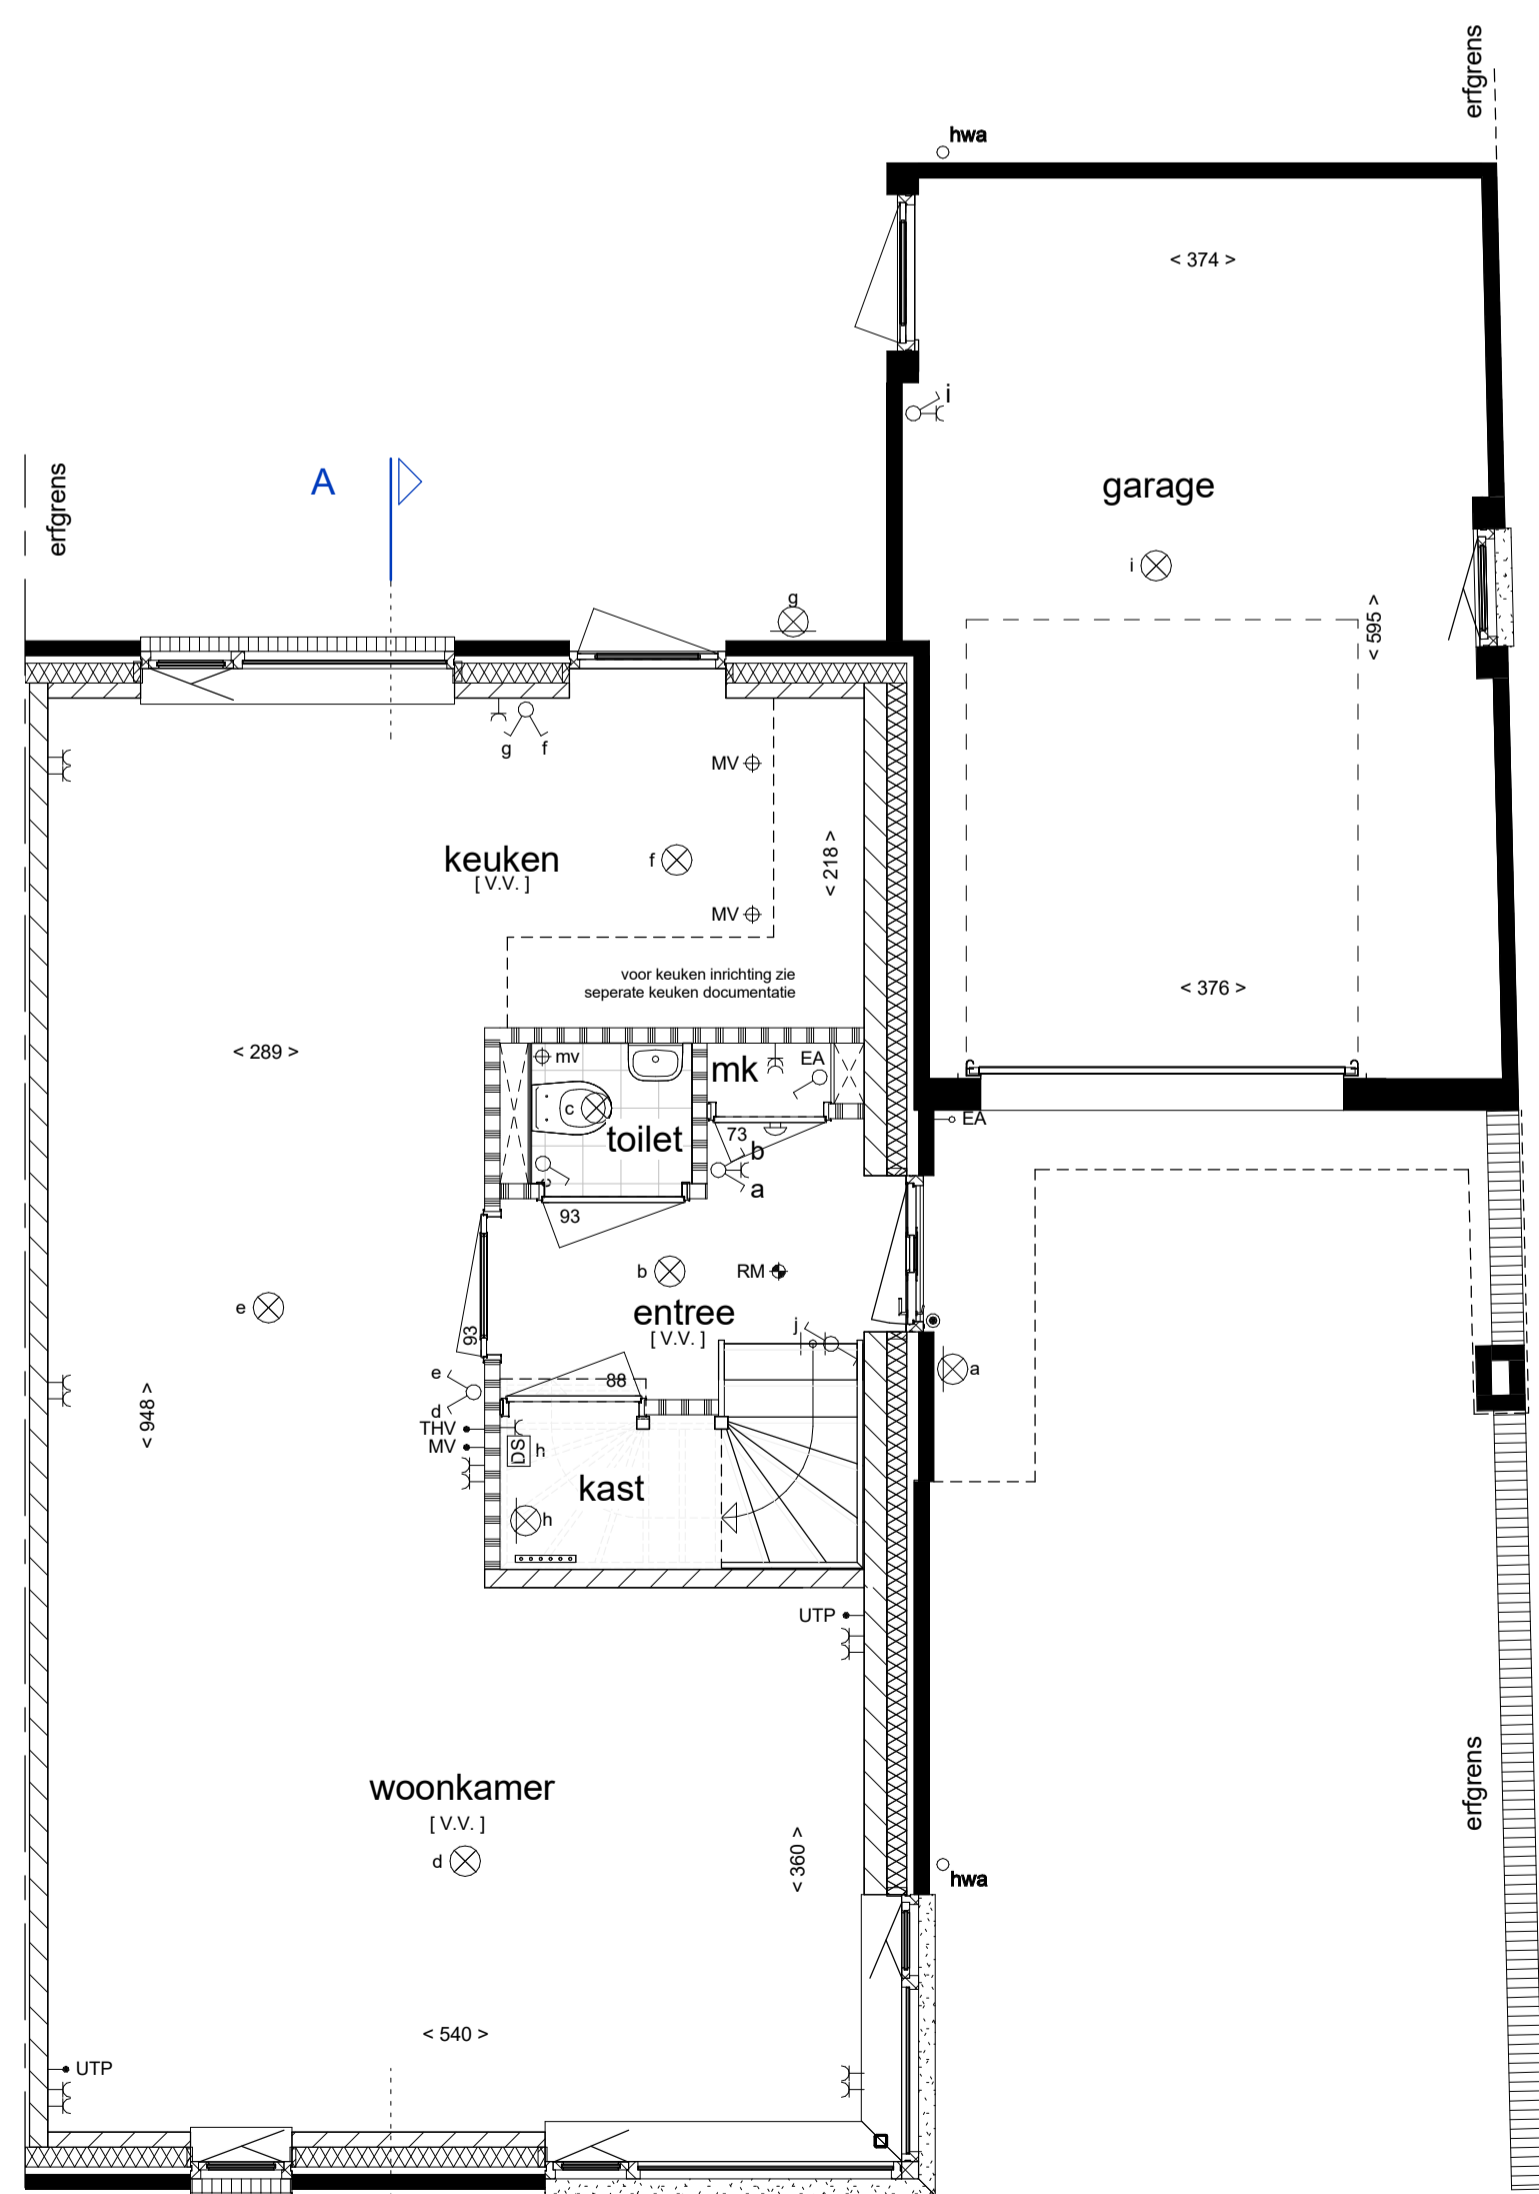 erfgrens
hwa
< 374 >
i
A
erfgrens
garage
i
< 595 >
g
g
f
MV
keuken
[ V.V. ]
f
< 218 >
MV
voor keuken inrichting zie
seperate keuken documentatie
< 376 >
< 289 >
mv
mk
EA
c
toilet
EA
73
b
a
c
93
b
RM
e
entree
[ V.V. ]
j
93
a
e
88
d
THV
MV
DS
h
< 948 >
kast
h
UTP
woonkamer
[ V.V. ]
d
< 360 >
erfgrens
hwa
< 540 >
UTP